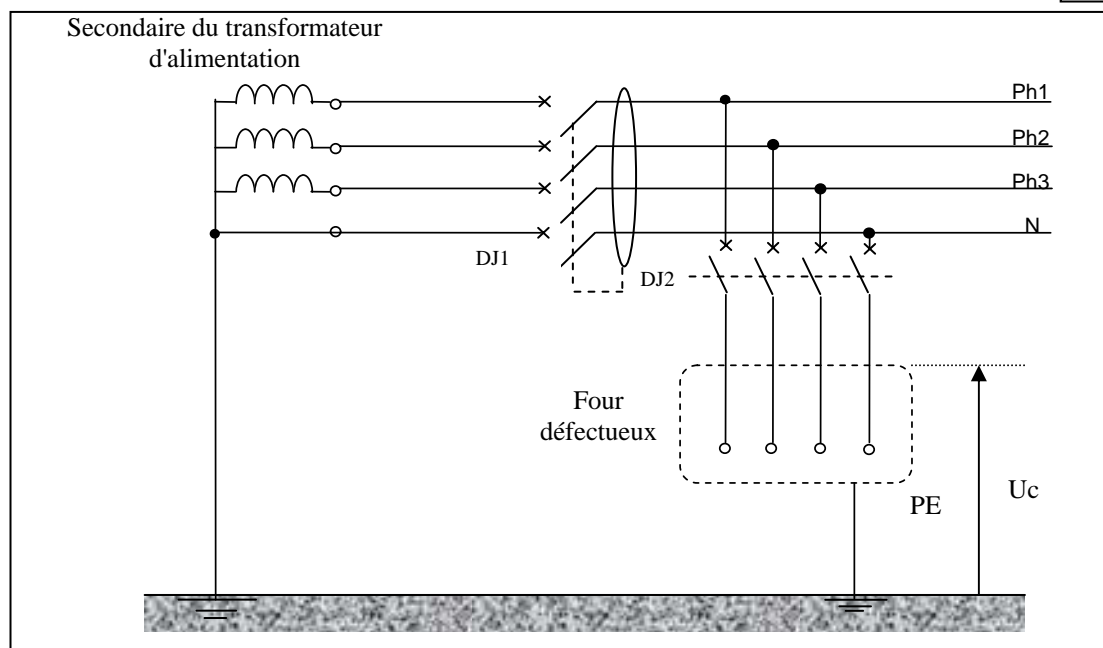 Secondaire du transformateur
d'alimentation
Ph1
Ph2
Ph3
N
DJ1
DJ2
Four
défectueux
PE
Uc